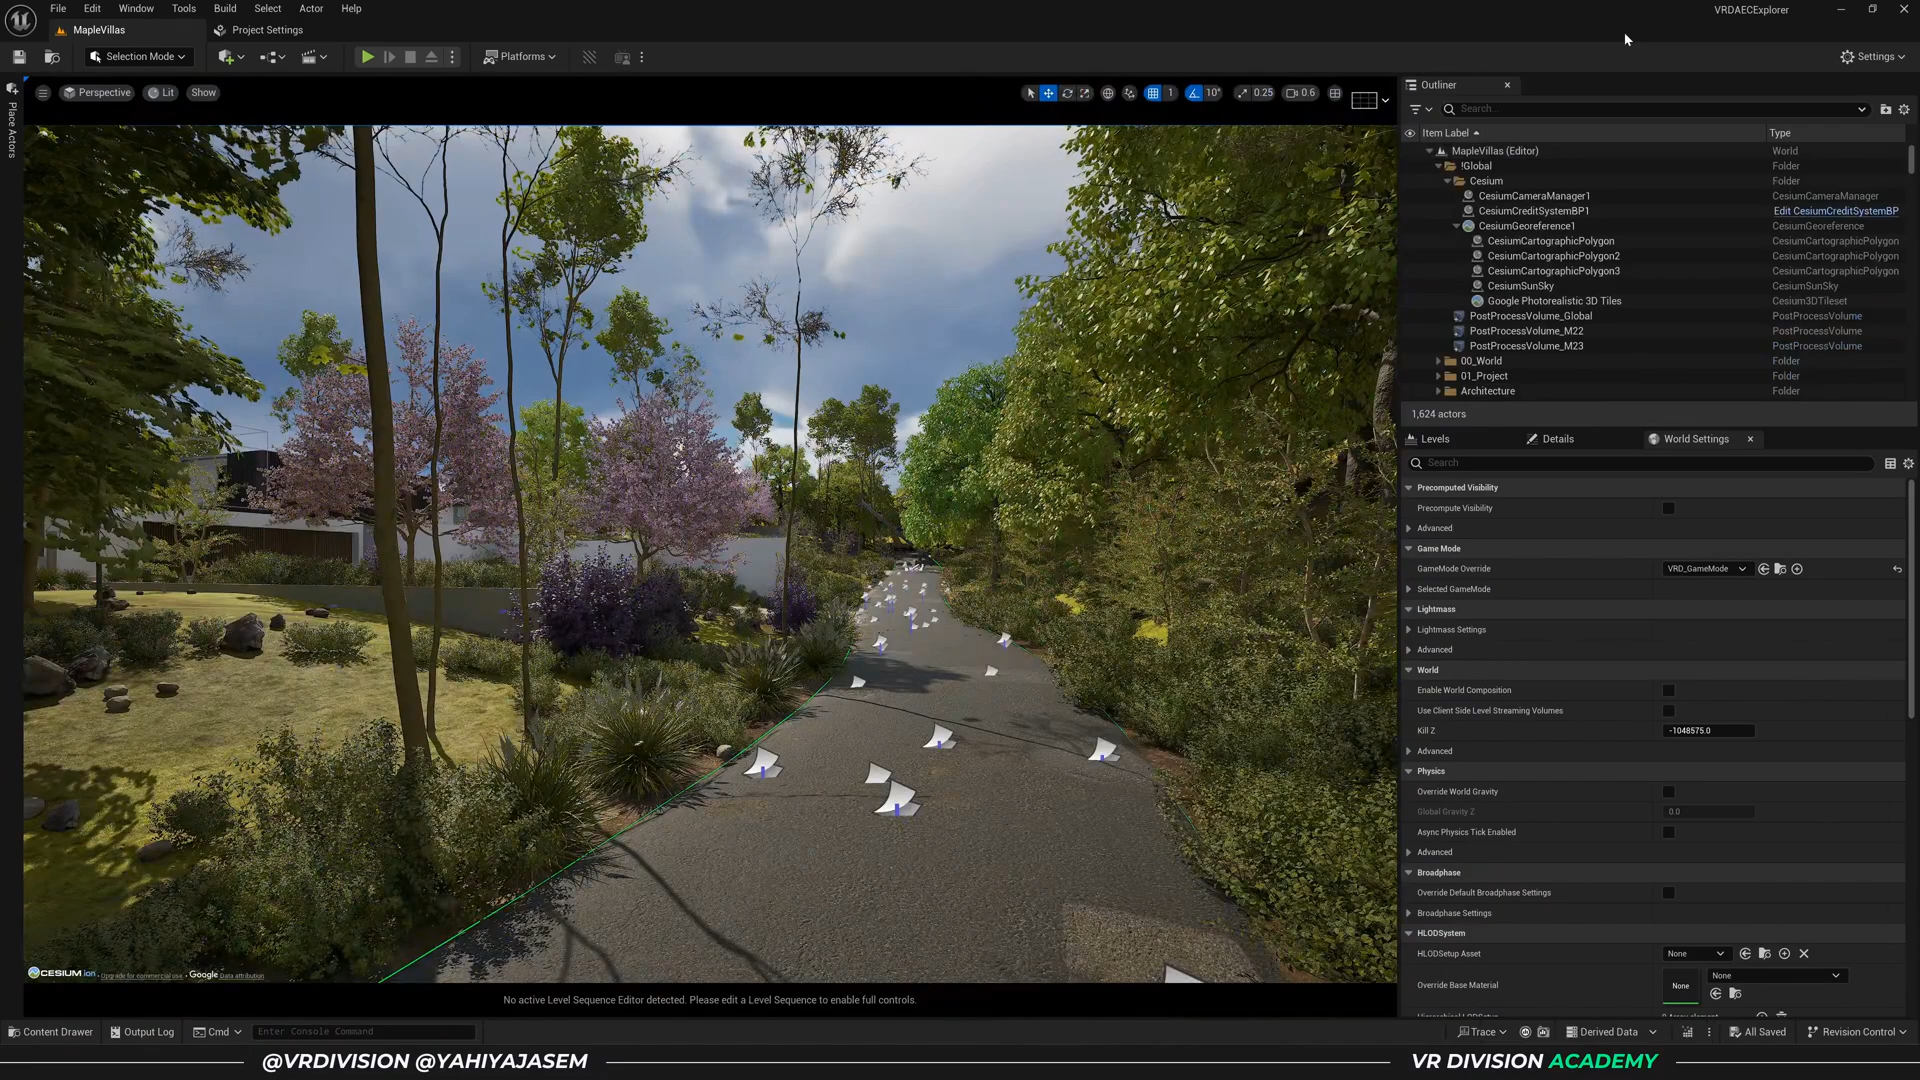 File Edit Window Tools Build Select Actor Help
VRDAECExplorer
MapleVillas
Project Settings
Selection Mode
Platforms
Settings
Place Actors
Perspective Lit Show
1 10° 0.25 0.6
Outliner
Search...
Item Label Type
MapleVillas (Editor) World
!Global Folder
Cesium Folder
CesiumCameraManager1 CesiumCameraManager
CesiumCreditSystemBP1 Edit CesiumCreditSystemBP
CesiumGeoreference1 CesiumGeoreference
CesiumCartographicPolygon CesiumCartographicPolygon
CesiumCartographicPolygon2 CesiumCartographicPolygon
CesiumCartographicPolygon3 CesiumCartographicPolygon
CesiumSunSky CesiumSunSky
Google Photorealistic 3D Tiles Cesium3DTileset
PostProcessVolume_Global PostProcessVolume
PostProcessVolume_M22 PostProcessVolume
PostProcessVolume_M23 PostProcessVolume
00_World Folder
01_Project Folder
Architecture Folder
1,624 actors
Levels Details World Settings
Search
Precomputed Visibility
Precompute Visibility
Advanced
Game Mode
GameMode Override VRD_GameMode
Selected GameMode
Lightmass
Lightmass Settings
Advanced
World
Enable World Composition
Use Client Side Level Streaming Volumes
Kill Z -1048575.0
Advanced
Physics
Override World Gravity
Global Gravity Z 0.0
Async Physics Tick Enabled
Advanced
Broadphase
Override Default Broadphase Settings
Broadphase Settings
HLODSystem
HLODSetup Asset None
Override Base Material None None
CESIUM ion Upgrade for commercial use. • Google Data attribution
No active Level Sequence Editor detected. Please edit a Level Sequence to enable full controls.
Content Drawer Output Log Cmd Enter Console Command
Trace Derived Data All Saved Revision Control
@VRDIVISION @YAHIYAJASEM
VR DIVISION ACADEMY